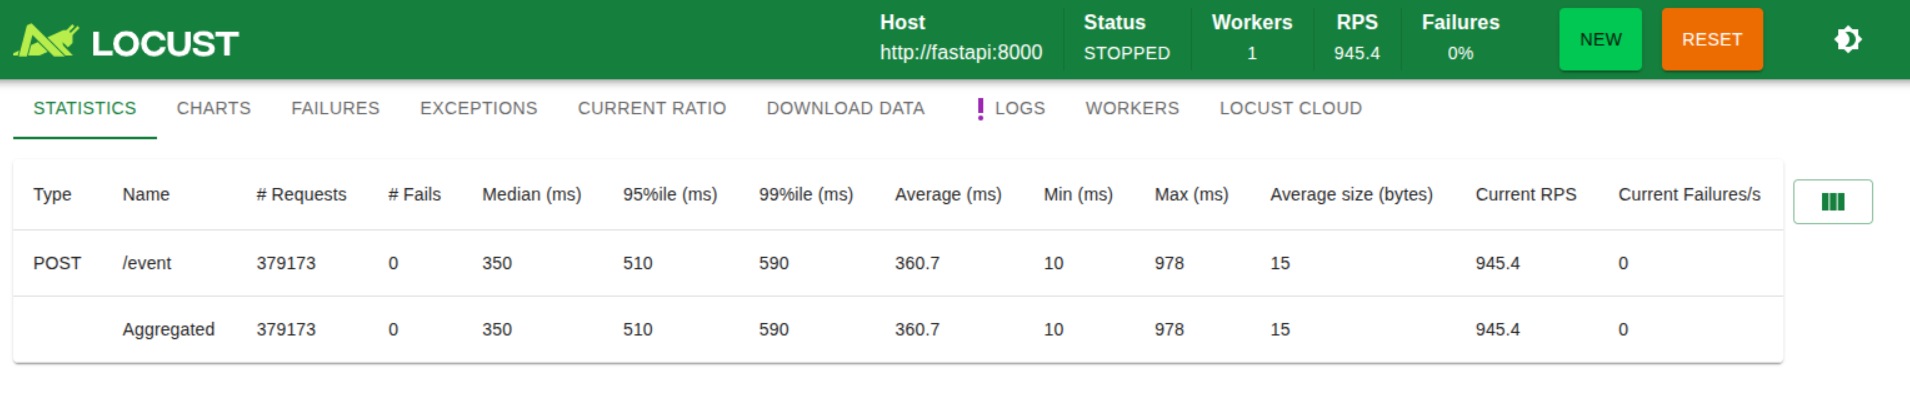 LOCUST
Host Status Workers RPS Failures
http://fastapi:8000 STOPPED 1 945.4 0%
NEW RESET
STATISTICS CHARTS FAILURES EXCEPTIONS CURRENT RATIO DOWNLOAD DATA ! LOGS WORKERS LOCUST CLOUD
Type Name # Requests # Fails Median (ms) 95%ile (ms) 99%ile (ms) Average (ms) Min (ms) Max (ms) Average size (bytes) Current RPS Current Failures/s
POST /event 379173 0 350 510 590 360.7 10 978 15 945.4 0
Aggregated 379173 0 350 510 590 360.7 10 978 15 945.4 0